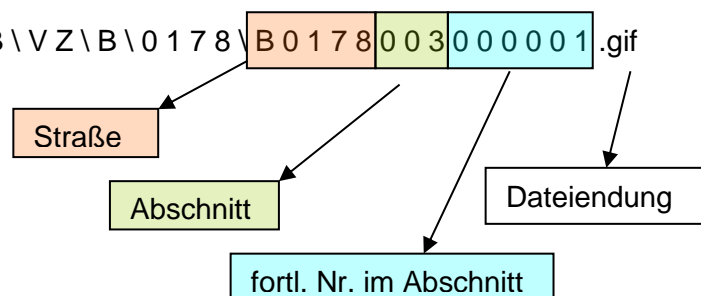 \ V Z \ B \ 0 1 7 8 \ B 0 1 7 8 0 0 3 0 0 0 0 0 1 .gif
Straße
Abschnitt
Dateiendung
fortl. Nr. im Abschnitt